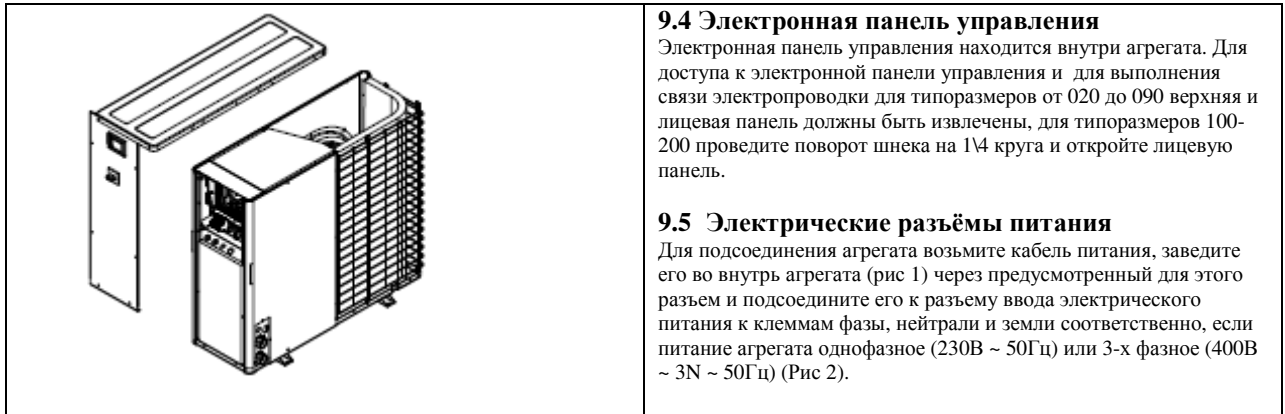 9.4 Электронная панель управления
Электронная панель управления находится внутри агрегата. Для
доступа к электронной панели управления и для выполнения
связи электропроводки для типоразмеров от 020 до 090 верхняя и
лицевая панель должны быть извлечены, для типоразмеров 100-
200 проведите поворот шнека на 1\4 круга и откройте лицевую
панель.
9.5 Электрические разъёмы питания
Для подсоединения агрегата возьмите кабель питания, заведите
его во внутрь агрегата (рис 1) через предусмотренный для этого
разъем и подсоедините его к разъему ввода электрического
питания к клеммам фазы, нейтрали и земли соответственно, если
питание агрегата однофазное (230В ~ 50Гц) или 3-х фазное (400В
~ 3N ~ 50Гц) (Рис 2).